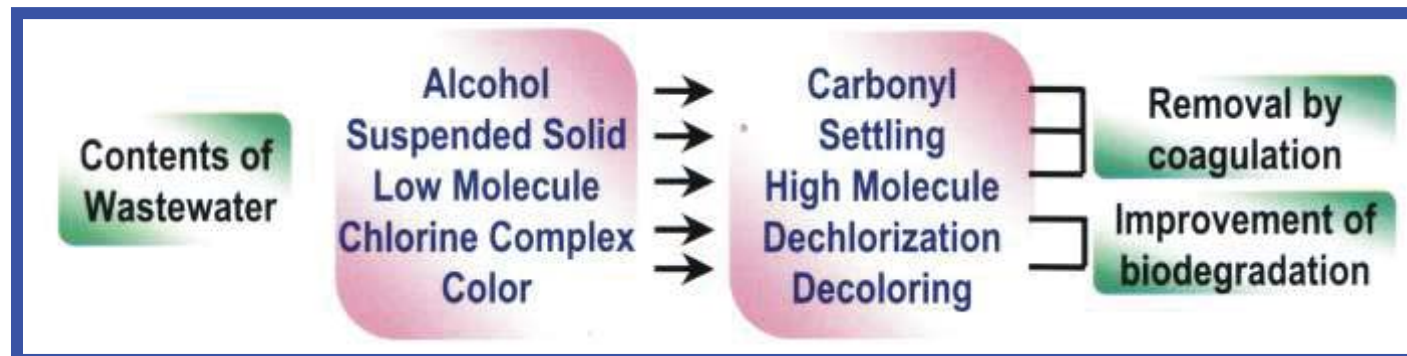 Contents of
Wastewater
Alcohol
Suspended Solid
Low Molecule
Chlorine Complex
Color
Carbonyl
Settling
High Molecule
Dechlorization
Decoloring
Removal by
coagulation
Improvement of
biodegradation